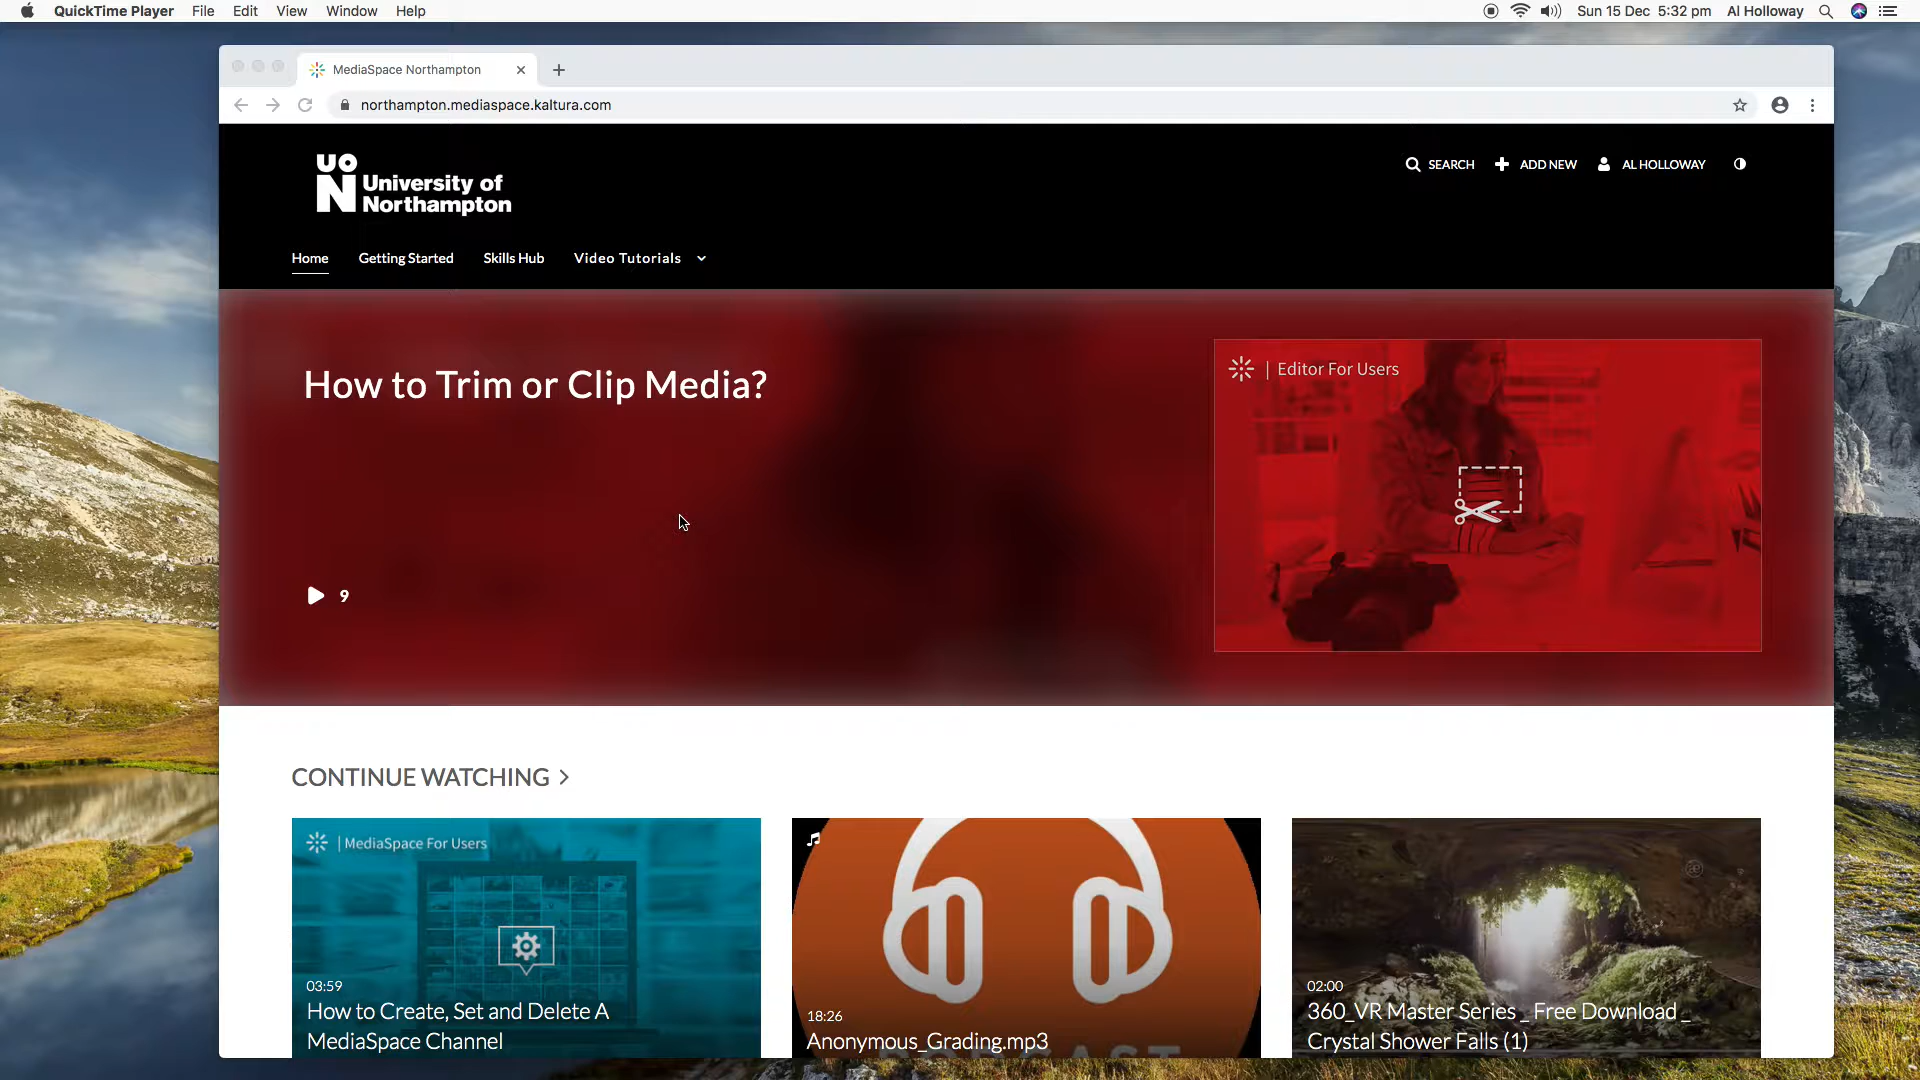 QuickTime Player File Edit View Window Help Sun 15 Dec 5:32 pm Al Holloway
MediaSpace Northampton
northampton.mediaspace.kaltura.com
UON University of Northampton
SEARCH ADD NEW AL HOLLOWAY
Home Getting Started Skills Hub Video Tutorials
How to Trim or Clip Media?
| Editor For Users
9
CONTINUE WATCHING >
| MediaSpace For Users
03:59
How to Create, Set and Delete A
MediaSpace Channel
18:26
Anonymous_Grading.mp3
02:00
360_VR Master Series _ Free Download _
Crystal Shower Falls (1)